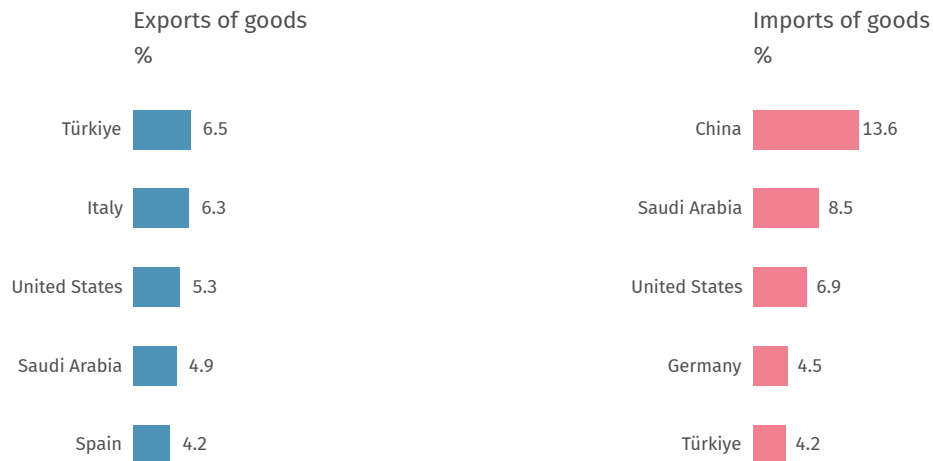 Exports of goods
%
Türkiye 6.5
Italy 6.3
United States 5.3
Saudi Arabia 4.9
Spain 4.2
Imports of goods
%
China 13.6
Saudi Arabia 8.5
United States 6.9
Germany 4.5
Türkiye 4.2